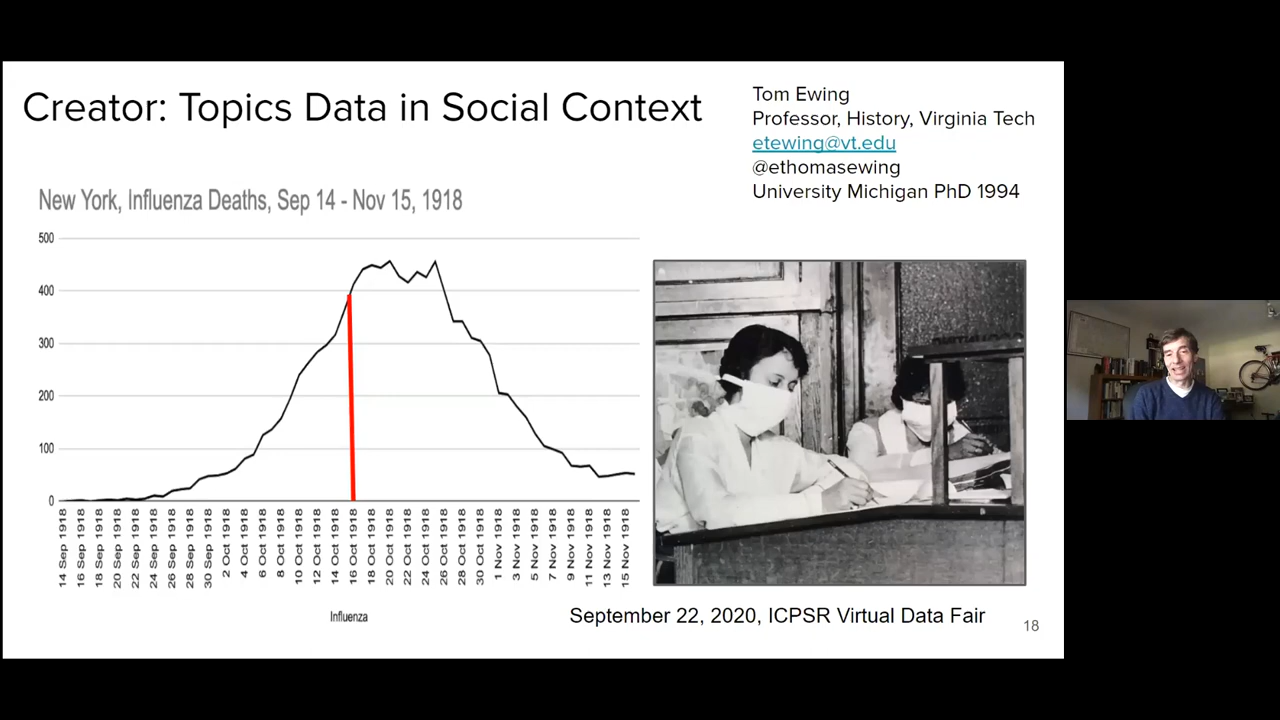 Creator: Topics Data in Social Context
Tom Ewing
Professor, History, Virginia Tech
etewing@vt.edu
@ethomasewing
University Michigan PhD 1994
New York, Influenza Deaths, Sep 14 - Nov 15, 1918
500
400
300
200
100
0
14 Sep 1918
16 Sep 1918
18 Sep 1918
20 Sep 1918
22 Sep 1918
24 Sep 1918
26 Sep 1918
28 Sep 1918
30 Sep 1918
2 Oct 1918
4 Oct 1918
6 Oct 1918
8 Oct 1918
10 Oct 1918
12 Oct 1918
14 Oct 1918
16 Oct 1918
18 Oct 1918
20 Oct 1918
22 Oct 1918
24 Oct 1918
26 Oct 1918
28 Oct 1918
30 Oct 1918
1 Nov 1918
3 Nov 1918
5 Nov 1918
7 Nov 1918
9 Nov 1918
11 Nov 1918
13 Nov 1918
15 Nov 1918
Influenza
September 22, 2020, ICPSR Virtual Data Fair
18